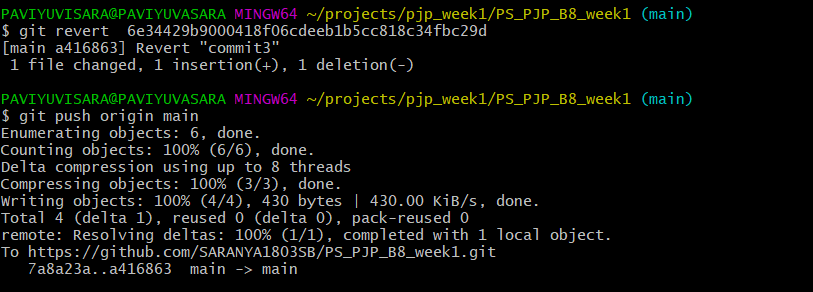 PAVIYUVISARA@PAVIYUVASARA MINGW64 ~/projects/pjp_week1/PS_PJP_B8_week1 (main)
$ git revert  6e34429b9000418f06cdeeb1b5cc818c34fbc29d
[main a416863] Revert "commit3"
 1 file changed, 1 insertion(+), 1 deletion(-)

PAVIYUVISARA@PAVIYUVASARA MINGW64 ~/projects/pjp_week1/PS_PJP_B8_week1 (main)
$ git push origin main
Enumerating objects: 6, done.
Counting objects: 100% (6/6), done.
Delta compression using up to 8 threads
Compressing objects: 100% (3/3), done.
Writing objects: 100% (4/4), 430 bytes | 430.00 KiB/s, done.
Total 4 (delta 1), reused 0 (delta 0), pack-reused 0
remote: Resolving deltas: 100% (1/1), completed with 1 local object.
To https://github.com/SARANYA1803SB/PS_PJP_B8_week1.git
   7a8a23a..a416863  main -> main